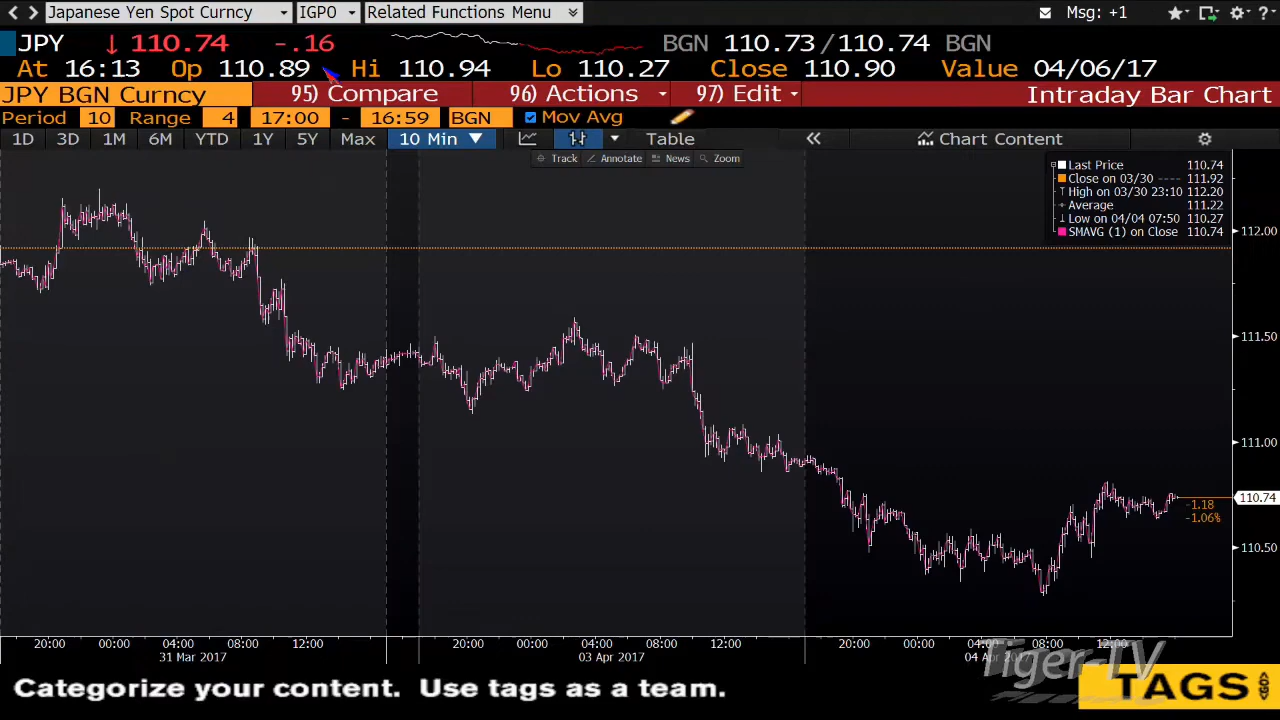 Japanese Yen Spot Curncy IGPO Related Functions Menu Msg: +1
JPY ↓ 110.74 -.16 BGN 110.73/110.74 BGN
At 16:13 Op 110.89 Hi 110.94 Lo 110.27 Close 110.90 Value 04/06/17
JPY BGN Curncy 95) Compare 96) Actions 97) Edit Intraday Bar Chart
Period 10 Range 4 17:00 - 16:59 BGN Mov Avg
1D 3D 1M 6M YTD 1Y 5Y Max 10 Min ▼ Table « Chart Content
Track Annotate News Zoom
Last Price 110.74
Close on 03/30 ---- 111.92
High on 03/30 23:10 112.20
Average 111.22
Low on 04/04 07:50 110.27
SMAVG (1) on Close 110.74
112.00
111.50
111.00
110.74
-1.18
-1.06%
110.50
20:00 00:00 04:00 08:00 12:00 20:00 00:00 04:00 08:00 12:00 20:00 00:00 04:00 08:00 12:00
31 Mar 2017 03 Apr 2017 04 Apr 2017
Tiger-TV
Categorize your content. Use tags as a team.
TAGS